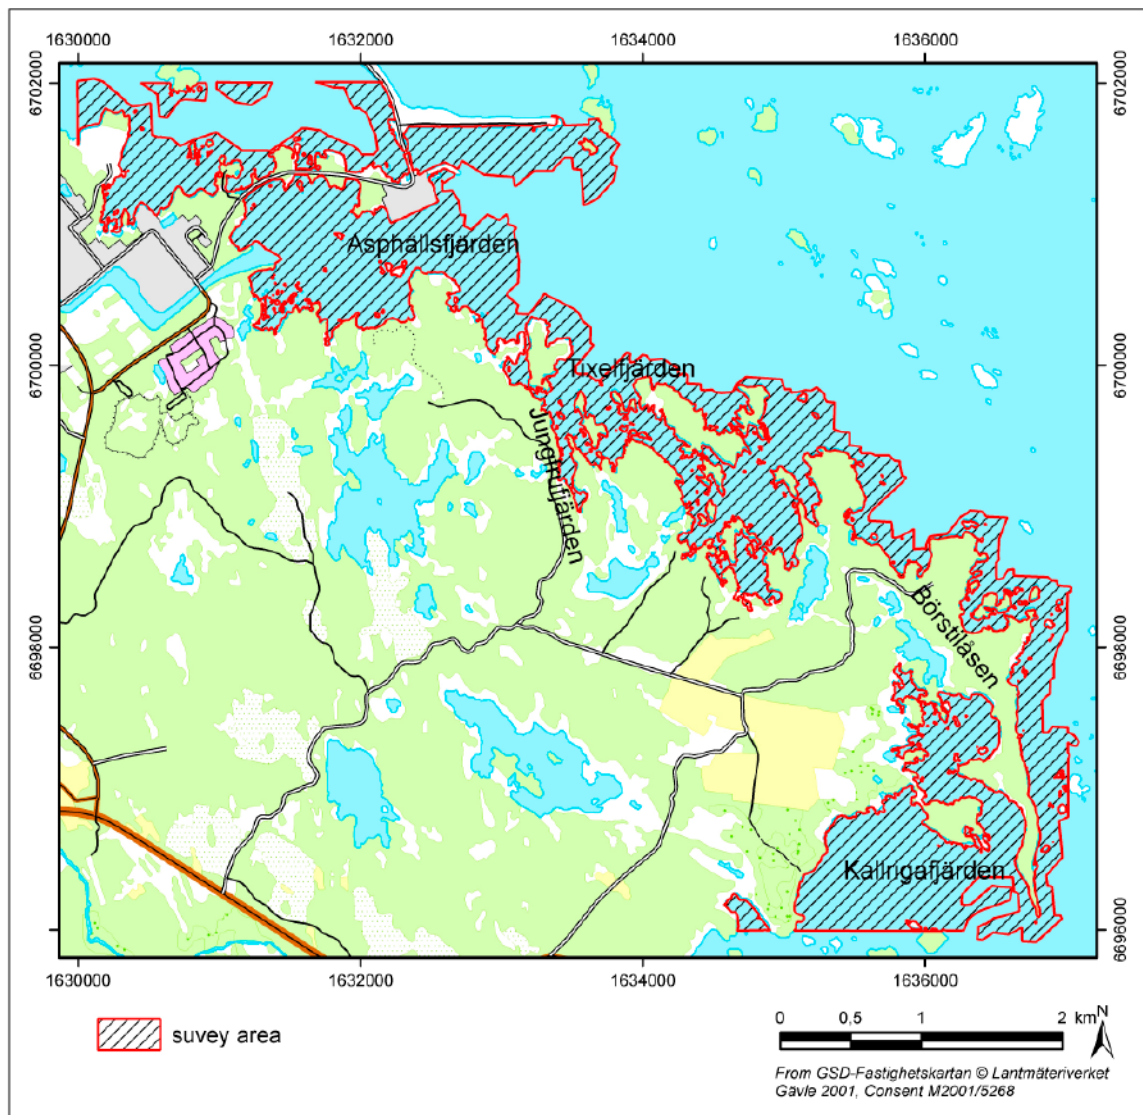 1630000 1632000 1634000 1636000
6702000 6702000
Asphällsfjärden
6700000 6700000
Tixelfjärden
Jungfrufjärden
Börstilåsen
6698000 6698000
Kallrigafjärden
6696000
1630000 1632000 1634000 1636000
suvey area
0 0,5 1 2 km
N
From GSD-Fastighetskartan © Lantmäteriverket
Gävle 2001, Consent M2001/5268